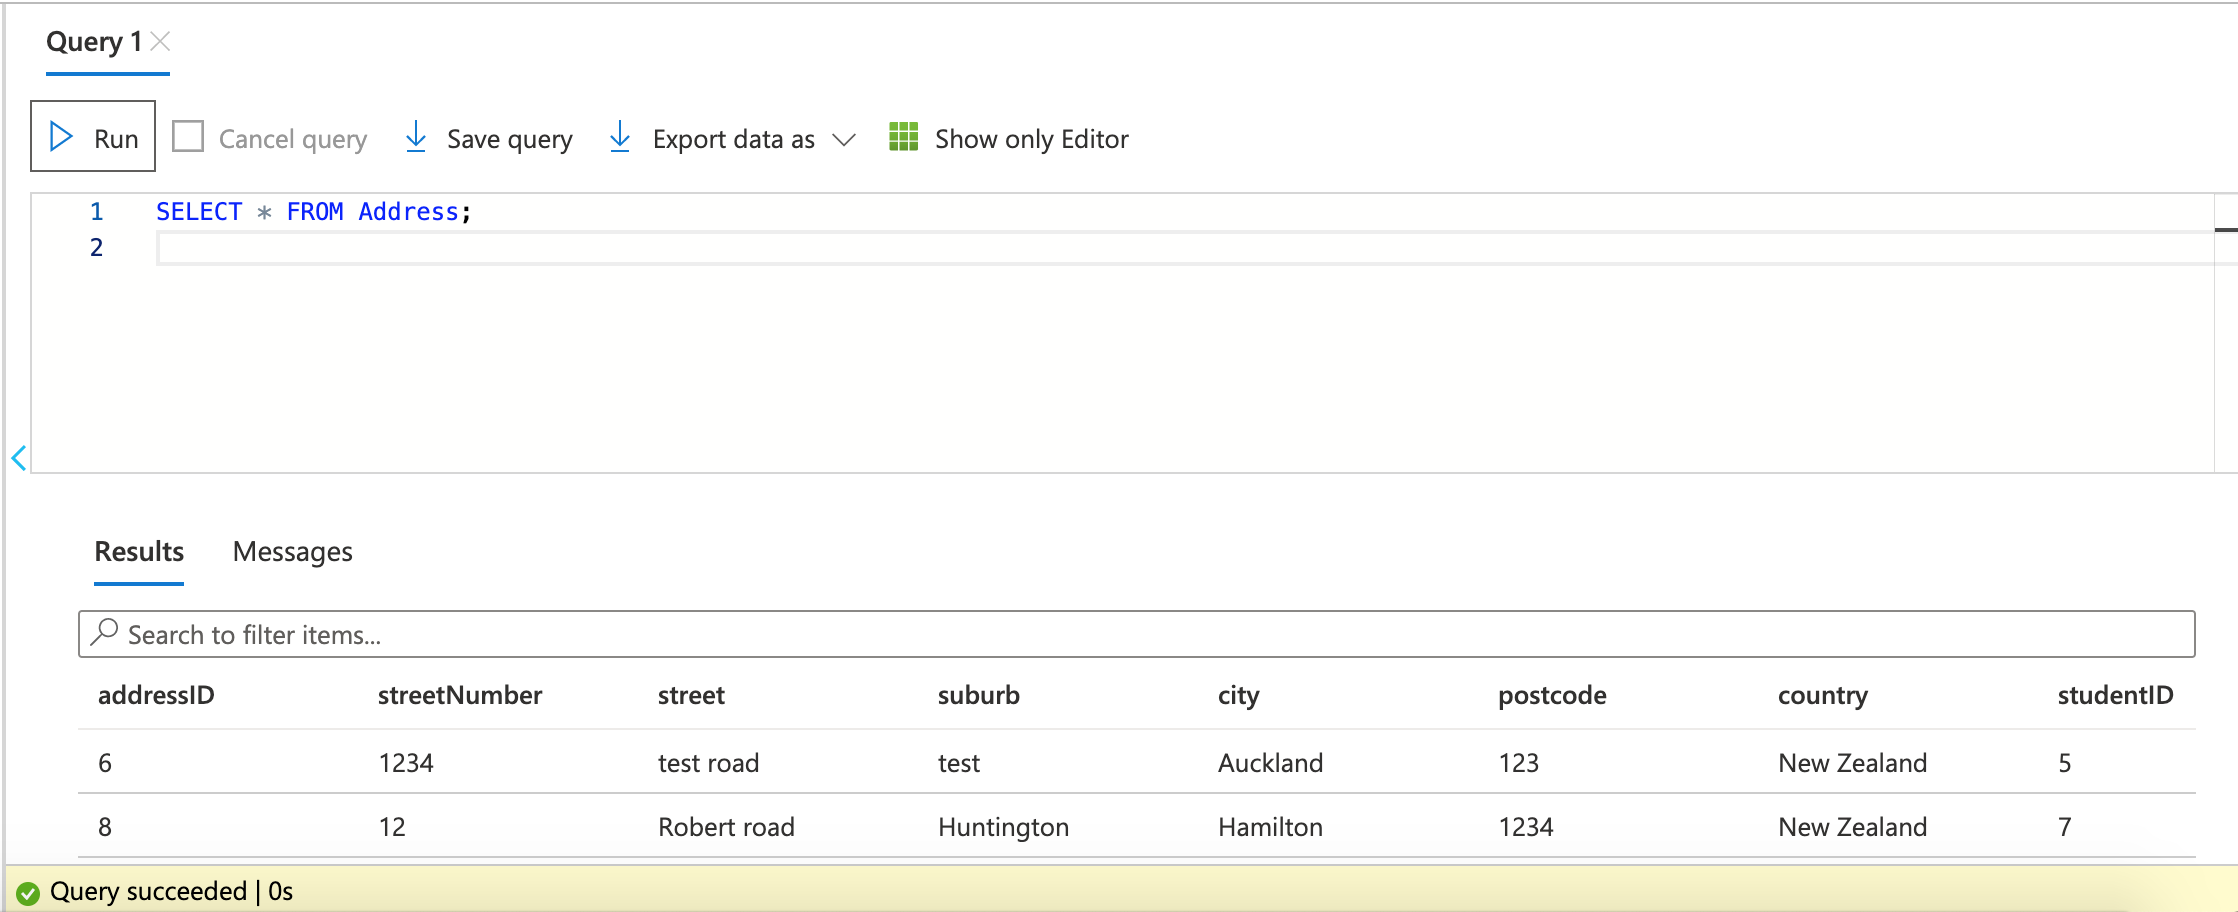 Query 1
Run Cancel query Save query Export data as Show only Editor
1 SELECT * FROM Address;
2
Results Messages
Search to filter items...
addressID streetNumber street suburb city postcode country studentID
6 1234 test road test Auckland 123 New Zealand 5
8 12 Robert road Huntington Hamilton 1234 New Zealand 7
Query succeeded | 0s